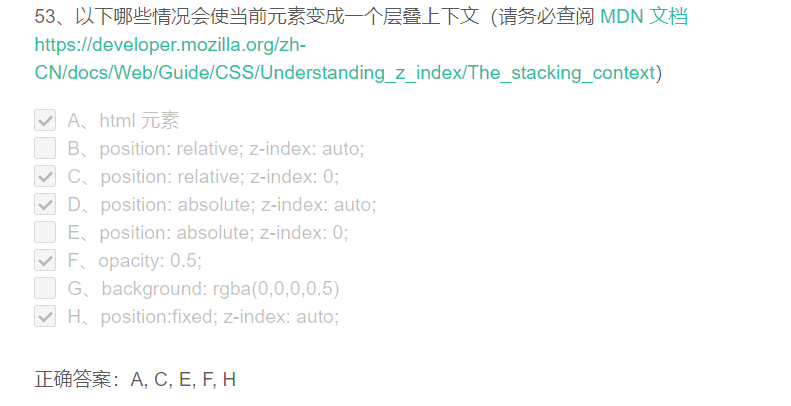 53、以下哪些情况会使当前元素变成一个层叠上下文（请务必查阅 MDN 文档
https://developer.mozilla.org/zh-
CN/docs/Web/Guide/CSS/Understanding_z_index/The_stacking_context）
A、html 元素
B、position: relative; z-index: auto;
C、position: relative; z-index: 0;
D、position: absolute; z-index: auto;
E、position: absolute; z-index: 0;
F、opacity: 0.5;
G、background: rgba(0,0,0,0.5)
H、position:fixed; z-index: auto;
正确答案：A, C, E, F, H